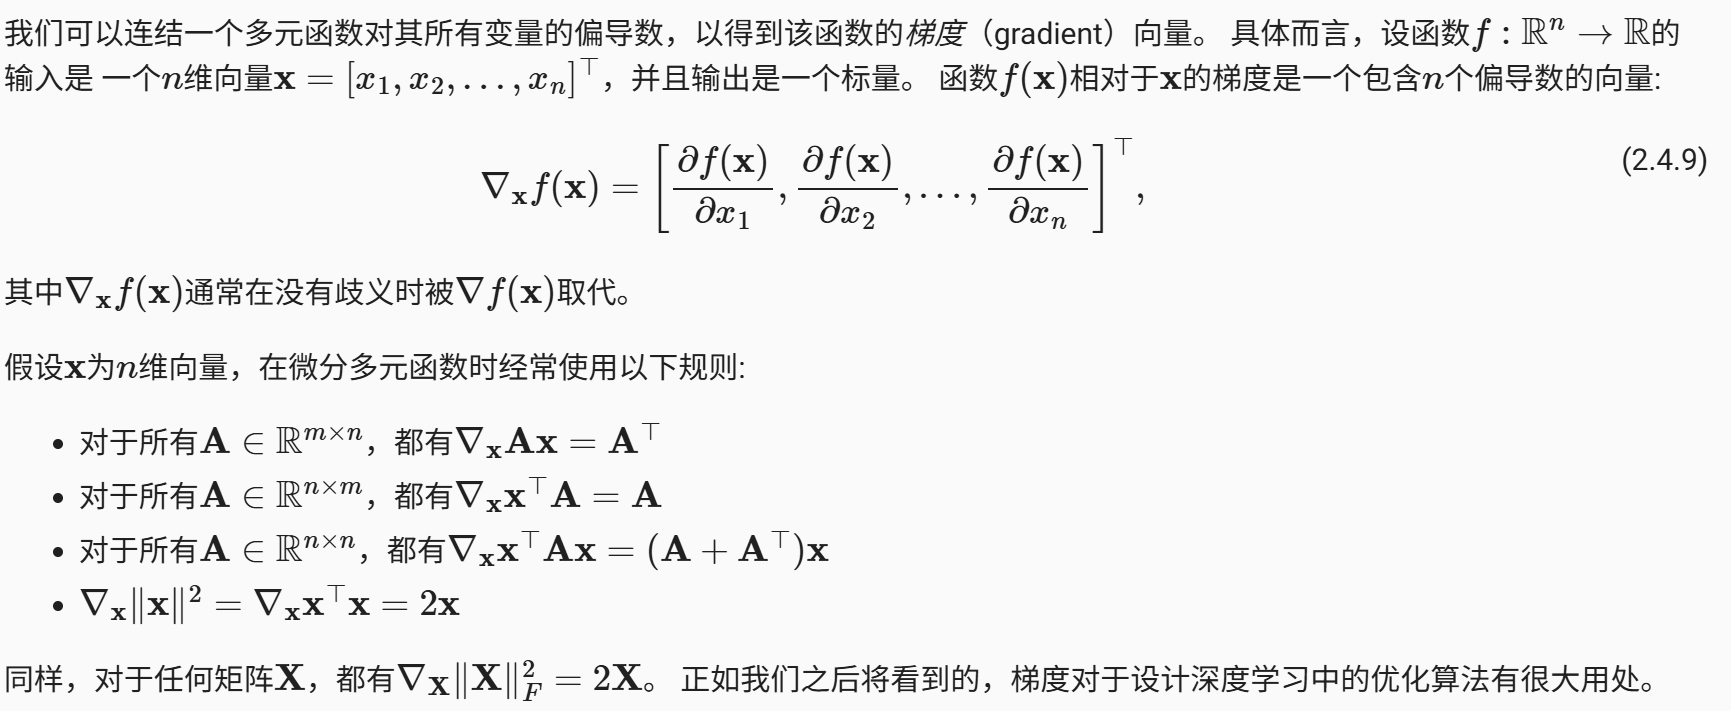 我们可以连结一个多元函数对其所有变量的偏导数，以得到该函数的梯度（gradient）向量。 具体而言，设函数f : ℝⁿ → ℝ的
输入是 一个n维向量𝐱 = [x₁, x₂, …, xₙ]^⊤，并且输出是一个标量。 函数f(𝐱)相对于𝐱的梯度是一个包含n个偏导数的向量:
∇_𝐱 f(𝐱) = [∂f(𝐱)/∂x₁, ∂f(𝐱)/∂x₂, …, ∂f(𝐱)/∂xₙ]^⊤, (2.4.9)
其中∇_𝐱 f(𝐱)通常在没有歧义时被∇f(𝐱)取代。
假设𝐱为n维向量，在微分多元函数时经常使用以下规则:
• 对于所有𝐀 ∈ ℝ^{m×n}，都有∇_𝐱 𝐀𝐱 = 𝐀^⊤
• 对于所有𝐀 ∈ ℝ^{n×m}，都有∇_𝐱 𝐱^⊤𝐀 = 𝐀
• 对于所有𝐀 ∈ ℝ^{n×n}，都有∇_𝐱 𝐱^⊤𝐀𝐱 = (𝐀 + 𝐀^⊤)𝐱
• ∇_𝐱 ‖𝐱‖² = ∇_𝐱 𝐱^⊤𝐱 = 2𝐱
同样，对于任何矩阵𝐗，都有∇_𝐗 ‖𝐗‖_F^2 = 2𝐗。 正如我们之后将看到的，梯度对于设计深度学习中的优化算法有很大用处。